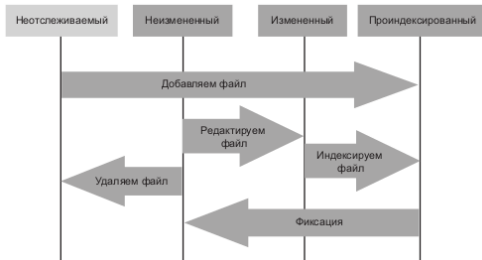 Неотслеживаемый
Неизмененный
Измененный
Проиндексированный
Добавляем файл
Редактируем
файл
Индексируем
файл
Удаляем файл
Фиксация